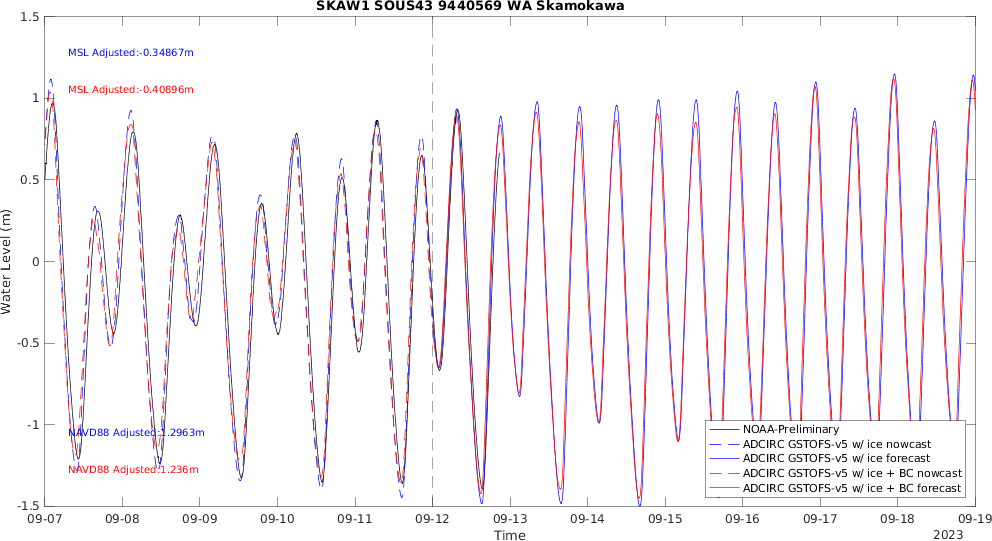 SKAW1 SOUS43 9440569 WA Skamokawa
1.5
MSL Adjusted:-0.34867m
MSL Adjusted:-0.40896m
1
0.5
0
-0.5
-1
-1.5
Water Level (m)
NAVD88 Adjusted:1.2963m
NAVD88 Adjusted:1.236m
NOAA-Preliminary
ADCIRC GSTOFS-v5 w/ ice nowcast
ADCIRC GSTOFS-v5 w/ ice forecast
ADCIRC GSTOFS-v5 w/ ice + BC nowcast
ADCIRC GSTOFS-v5 w/ ice + BC forecast
09-07 09-08 09-09 09-10 09-11 09-12 09-13 09-14 09-15 09-16 09-17 09-18 09-19
Time
2023